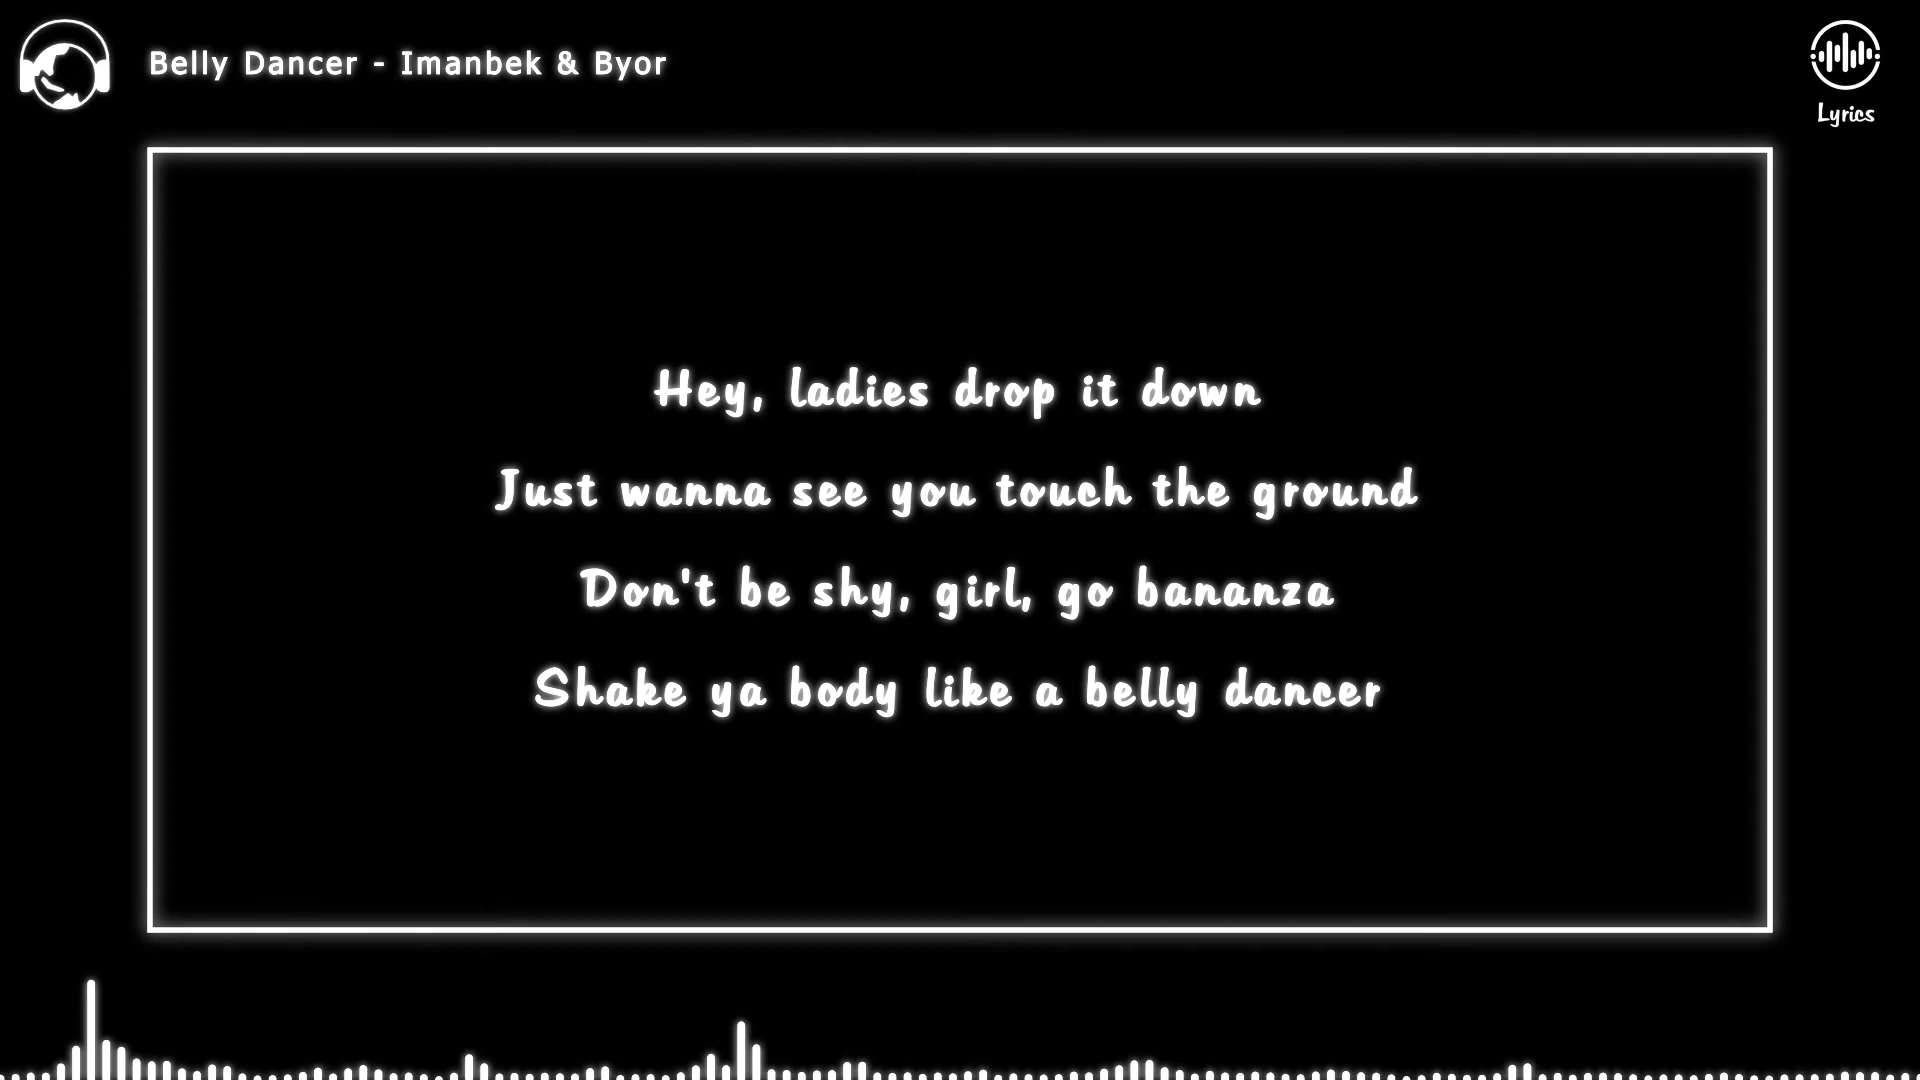 Belly Dancer - Imanbek & Byor
Lyrics
Hey, ladies drop it down
Just wanna see you touch the ground
Don't be shy, girl, go bananza
Shake ya body like a belly dancer